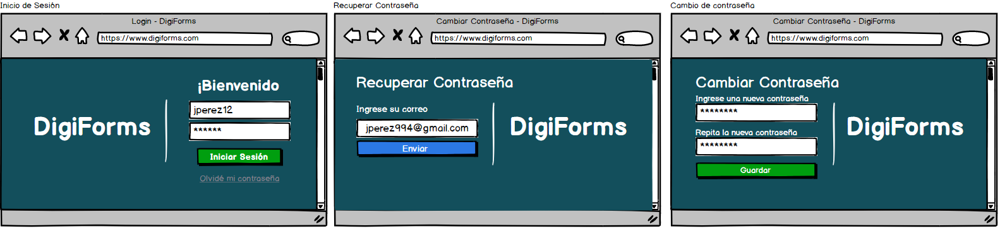 Inicio de Sesión
Login - DigiForms
https://www.digiforms.com
¡Bienvenido
DigiForms
jperez12
******
Iniciar Sesión
Olvidé mi contraseña
Recuperar Contraseña
Cambiar Contraseña - DigiForms
https://www.digiforms.com
Recuperar Contraseña
Ingrese su correo
jperez994@gmail.com
Enviar
DigiForms
Cambio de contraseña
Cambiar Contraseña - DigiForms
https://www.digiforms.com
Cambiar Contraseña
Ingrese una nueva contraseña
********
Repita la nueva contraseña
********
Guardar
DigiForms